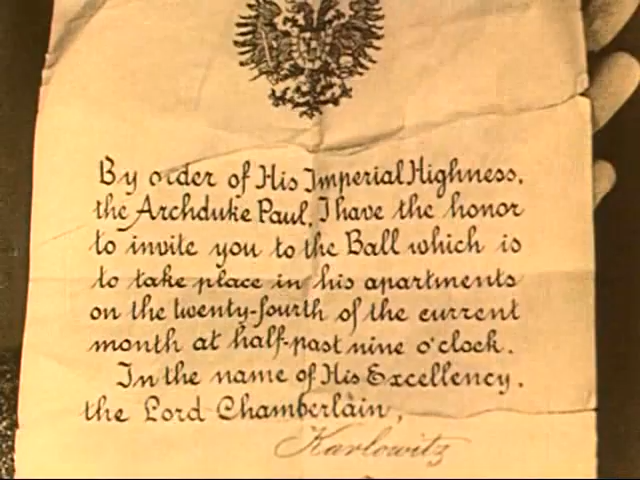 By order of His Imperial Highness,
the Archduke Paul, I have the honor
to invite you to the Ball which is
to take place in his apartments
on the twenty-fourth of the current
month at half-past nine o'clock.
In the name of His Excellency,
the Lord Chamberlain,
Karlowitz